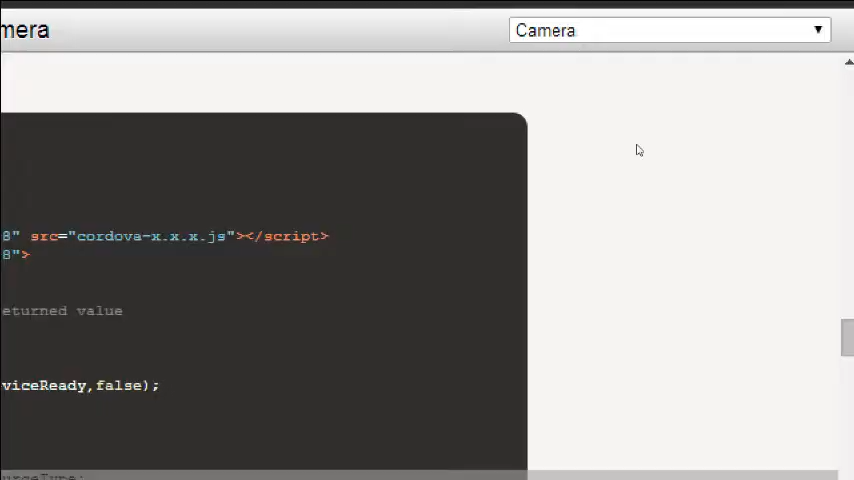 mera
Camera
8" src="cordova-x.x.x.js"></script>
8">
eturned value
viceReady,false);